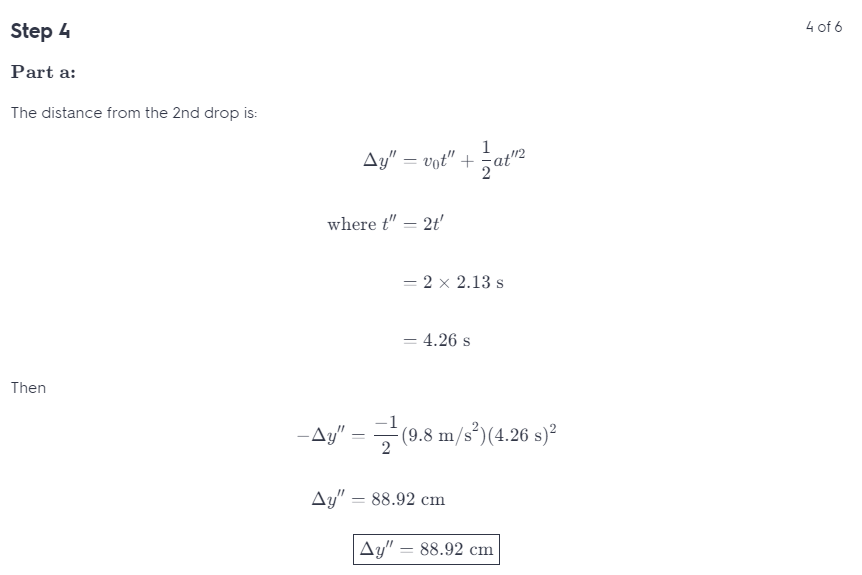 Step 4
4 of 6
Part a:
The distance from the 2nd drop is:
Δy″ = v₀t″ + 1/2 at″²
where t″ = 2t′
= 2 × 2.13 s
= 4.26 s
Then
−Δy″ = −1/2 (9.8 m/s²)(4.26 s)²
Δy″ = 88.92 cm
Δy″ = 88.92 cm